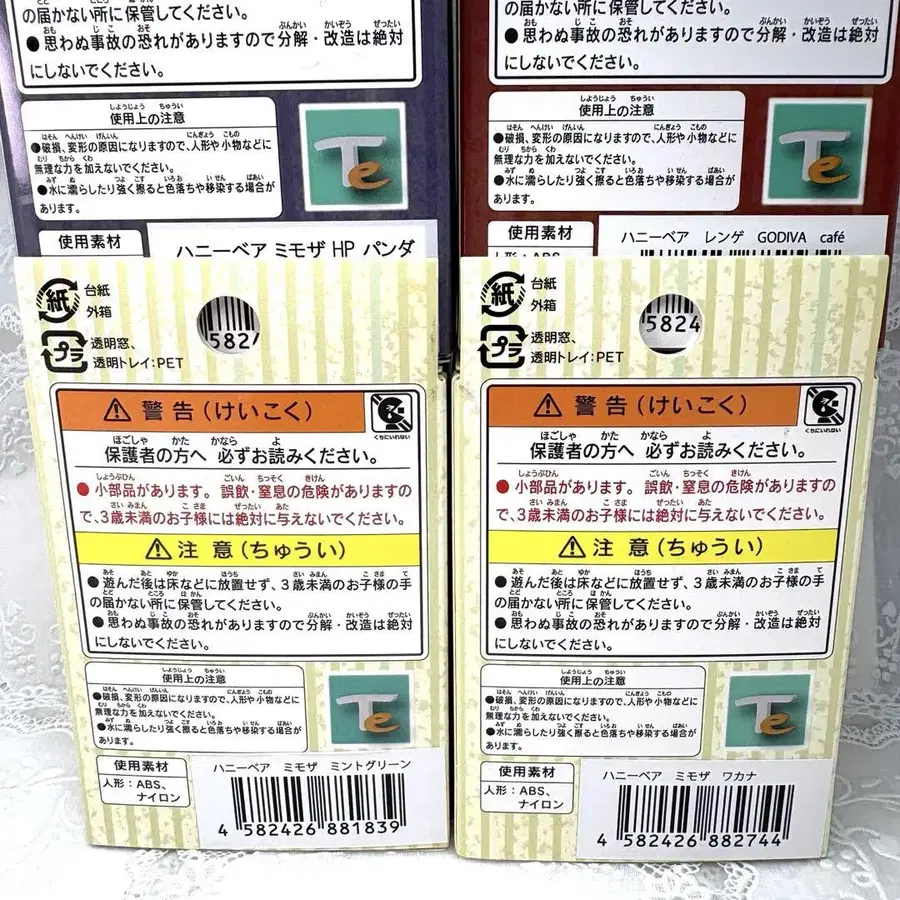 の届かない所に保管してください。
●思わぬ事故の恐れがありますので分解・改造は絶対
にしないでください。
使用上の注意
●破損、変形の原因になりますので、人形や小物などに
無理な力を加えないでください。
●水に濡らしたり強く擦ると色落ちや移染する場合が
あります。
Te
使用素材
ハニーベア ミモザ HP パンダ
の届かない所に保管してください。
●思わぬ事故の恐れがありますので分解・改造は絶対
にしないでください。
使用上の注意
●破損、変形の原因になりますので、人形や小物などに
無理な力を加えないでください。
●水に濡らしたり強く擦ると色落ちや移染する場合が
あります。
Te
使用素材
人形：ABS、
ハニーベア レンゲ GODIVA café
紙
台紙
外箱
プラ
透明窓、
透明トレイ：PET
582
⚠ 警告（けいこく）
くちにいれない
保護者の方へ 必ずお読みください。
●小部品があります。誤飲・窒息の危険がありますの
で、3歳未満のお子様には絶対に与えないでください。
⚠ 注意（ちゅうい）
●遊んだ後は床などに放置せず、3歳未満のお子様の手
の届かない所に保管してください。
●思わぬ事故の恐れがありますので分解・改造は絶対
にしないでください。
使用上の注意
●破損、変形の原因になりますので、人形や小物などに
無理な力を加えないでください。
●水に濡らしたり強く擦ると色落ちや移染する場合が
あります。
Te
使用素材
人形：ABS、
ナイロン
ハニーベア ミモザ ミントグリーン
4 582426 881839
紙
台紙
外箱
プラ
透明窓、
透明トレイ：PET
5824
⚠ 警告（けいこく）
くちにいれない
保護者の方へ 必ずお読みください。
●小部品があります。誤飲・窒息の危険がありますの
で、3歳未満のお子様には絶対に与えないでください。
⚠ 注意（ちゅうい）
●遊んだ後は床などに放置せず、3歳未満のお子様の手
の届かない所に保管してください。
●思わぬ事故の恐れがありますので分解・改造は絶対
にしないでください。
使用上の注意
●破損、変形の原因になりますので、人形や小物などに
無理な力を加えないでください。
●水に濡らしたり強く擦ると色落ちや移染する場合が
あります。
Te
使用素材
人形：ABS、
ナイロン
ハニーベア ミモザ ワカナ
4 582426 882744